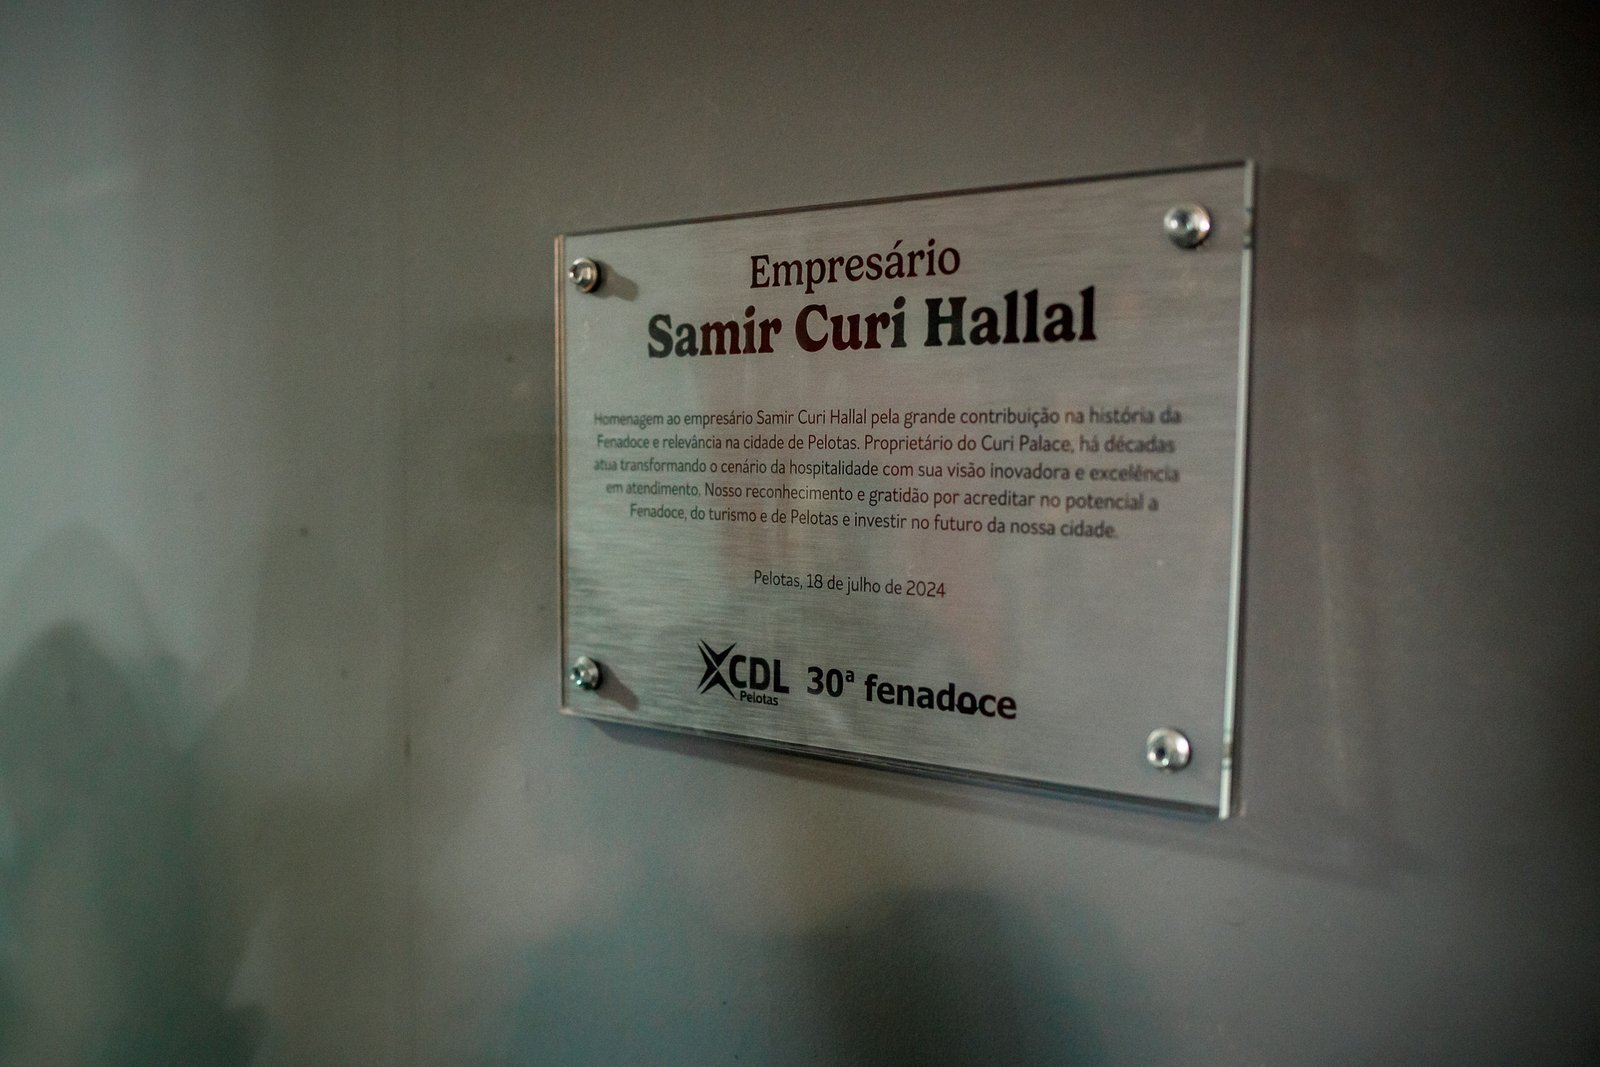 Empresário
Samir Curi Hallal
Homenagem ao empresário Samir Curi Hallal pela grande contribuição na história da
Fenadoce e relevância na cidade de Pelotas. Proprietário do Curi Palace, há décadas
atua transformando o cenário da hospitalidade com sua visão inovadora e excelência
em atendimento. Nosso reconhecimento e gratidão por acreditar no potencial a
Fenadoce, do turismo e de Pelotas e investir no futuro da nossa cidade.
Pelotas, 18 de julho de 2024
CDL 30ª fenadoce
Pelotas